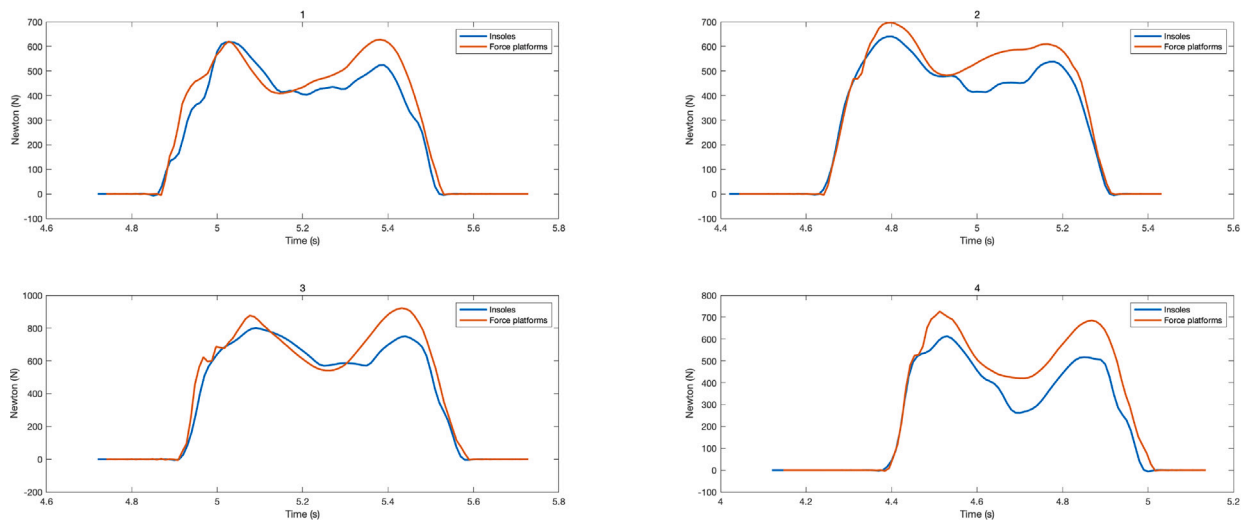 1
700
600
500
400
300
200
100
0
-100
Newton (N)
Insoles
Force platforms
4.6 4.8 5 5.2 5.4 5.6 5.8
Time (s)
2
700
600
500
400
300
200
100
0
-100
Newton (N)
Insoles
Force platforms
4.4 4.6 4.8 5 5.2 5.4 5.6
Time (s)
3
1000
800
600
400
200
0
-200
Newton (N)
Insoles
Force platforms
4.6 4.8 5 5.2 5.4 5.6 5.8
Time (s)
4
800
700
600
500
400
300
200
100
0
-100
Newton (N)
Insoles
Force platforms
4 4.2 4.4 4.6 4.8 5 5.2
Time (s)